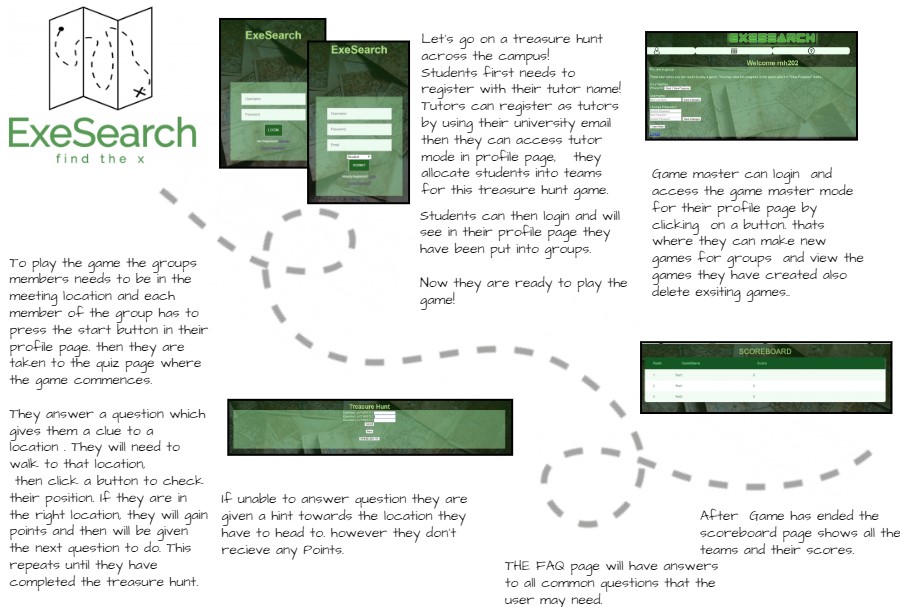 ExeSearch
find the x
ExeSearch
Username
Password
LOGIN
ExeSearch
Username
Password
Email
Student
SUBMIT
Already Registered?
Let's go on a treasure hunt
across the campus!
Students first needs to
register with their tutor name!
Tutors can register as tutors
by using their university email
then they can access tutor
mode in profile page, they
allocate students into teams
for this treasure hunt game.
Students can then login and will
see in their profile page they
have been put into groups.
Now they are ready to play the
game!
EXESEARCH
Welcome mh202
Game master can login and
access the game master mode
for their profile page by
clicking on a button. thats
where they can make new
games for groups and view the
games they have created also
delete exsiting games..
To play the game the groups
members needs to be in the
meeting location and each
member of the group has to
press the start button in their
profile page. then they are
taken to the quiz page where
the game commences.
They answer a question which
gives them a clue to a
location . They will need to
walk to that location,
then click a button to check
their position. If they are in
the right location, they will gain
points and then will be given
the next question to do. This
repeats until they have
completed the treasure hunt.
Treasure Hunt
If unable to answer question they are
given a hint towards the location they
have to head to. however they don't
recieve any Points.
SCOREBOARD
After Game has ended the
scoreboard page shows all the
teams and their scores.
THE FAQ page will have answers
to all common questions that the
user may need.